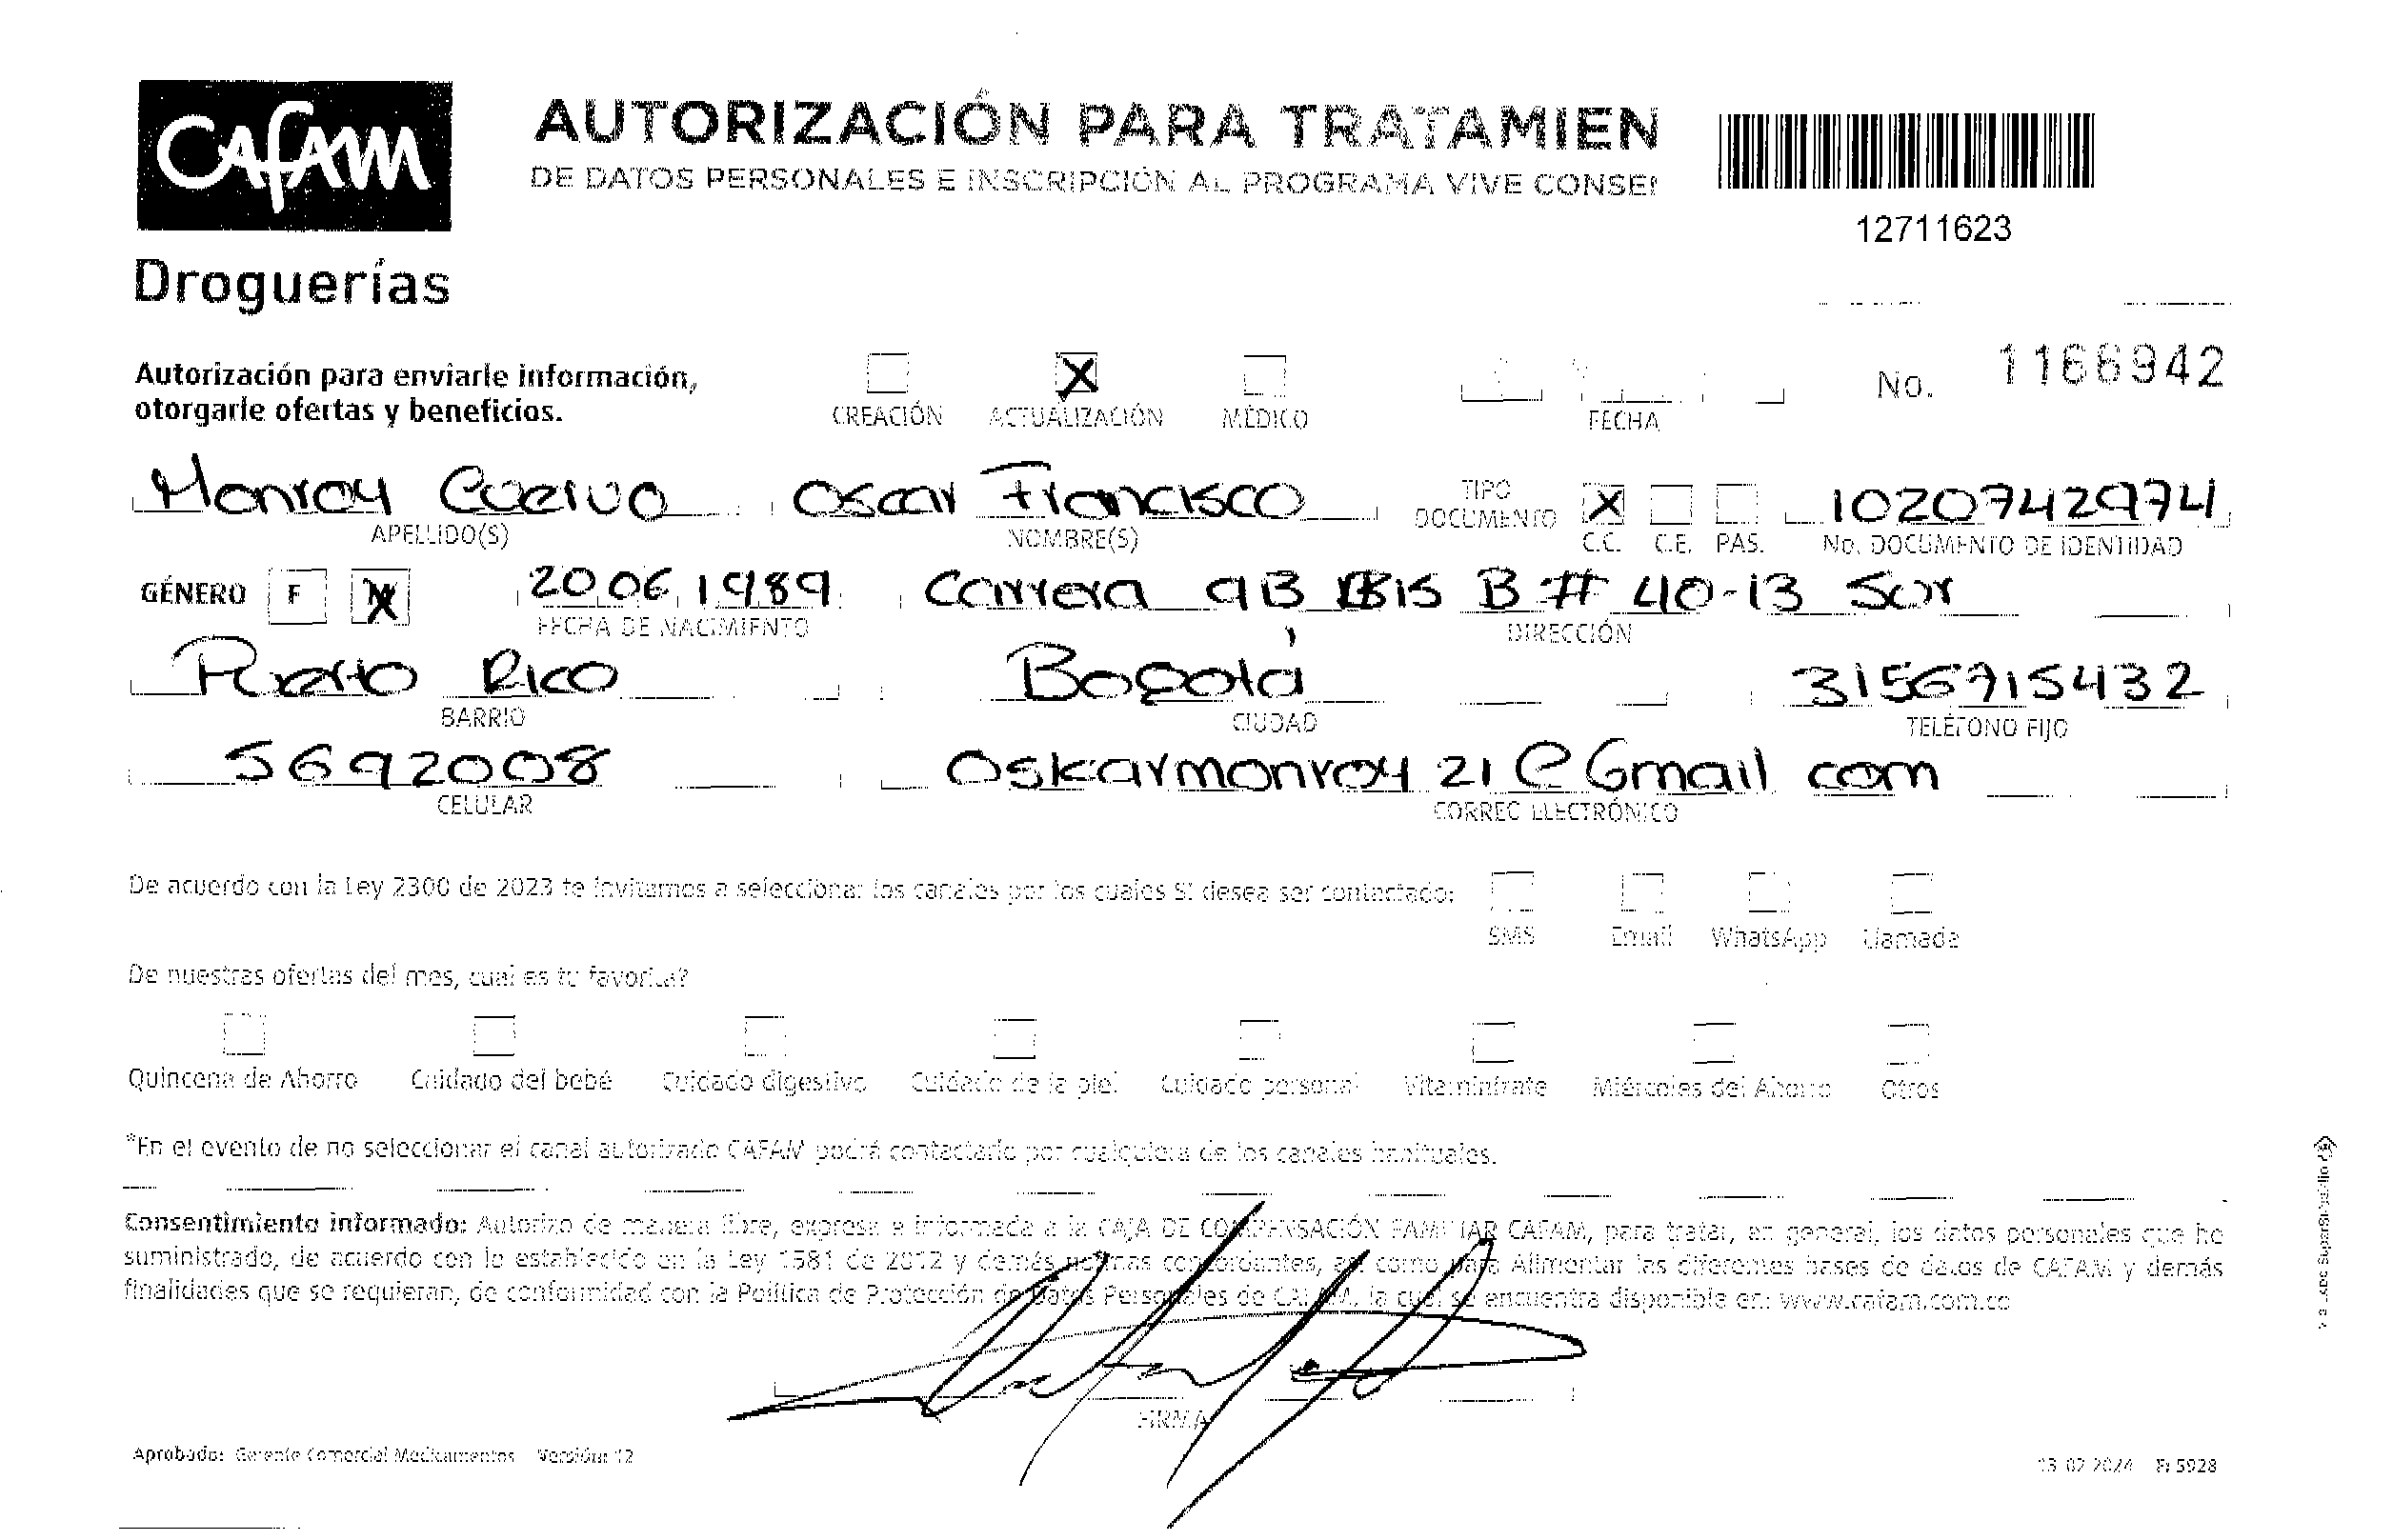 CAFAM
Droguerías
AUTORIZACIÓN PARA TRATAMIEN
DE DATOS PERSONALES E INSCRIPCIÓN AL PROGRAMA VIVE CONSE
12711623
Autorización para enviarle información,
otorgarle ofertas y beneficios.
CREACIÓN X ACTUALIZACIÓN MÉDICO FECHA No. 1166942
Monroy Cuervo Oscar Francisco TIPO DOCUMENTO X 1020742974
APELLIDO(S) NOMBRE(S) C.C. C.E. PAS. No. DOCUMENTO DE IDENTIDAD
GÉNERO F M X 20 06 1989 Carrera 9B BIS B # 40-13 Sur
FECHA DE NACIMIENTO DIRECCIÓN
Puerto Rico Bogotá 3156715432
BARRIO CIUDAD TELÉFONO FIJO
5692008 Oskarmonroy 21 @ Gmail com
CELULAR CORREO ELECTRÓNICO
De acuerdo con la Ley 2300 de 2023 te invitamos a seleccionar los canales por los cuales SI desea ser contactado:
SMS Email WhatsApp Llamada
De nuestras ofertas del mes, cual es tu favorita?
Quincena de Ahorro Cuidado del bebé Cuidado digestivo Cuidado de la piel Cuidado personal Vitaminírate Miércoles del Ahorro Otros
*En el evento de no seleccionar el canal autorizado CAFAM podrá contactarlo por cualquiera de los canales habituales.
Consentimiento informado: Autorizo de manera libre, expresa e informada a la CAJA DE COMPENSACIÓN FAMILIAR CAFAM, para tratar, en general, los datos personales que he
suministrado, de acuerdo con lo establecido en la Ley 1581 de 2012 y demás normas concordantes, así como para Alimentar las diferentes bases de datos de CAFAM y demás
finalidades que se requieran, de conformidad con la Política de Protección de Datos Personales de CAFAM, la cual se encuentra disponible en: www.cafam.com.co
FIRMA
Aprobado: Gerente Comercial Medicamentos Versión: 12
13 02 2024 F: 5928